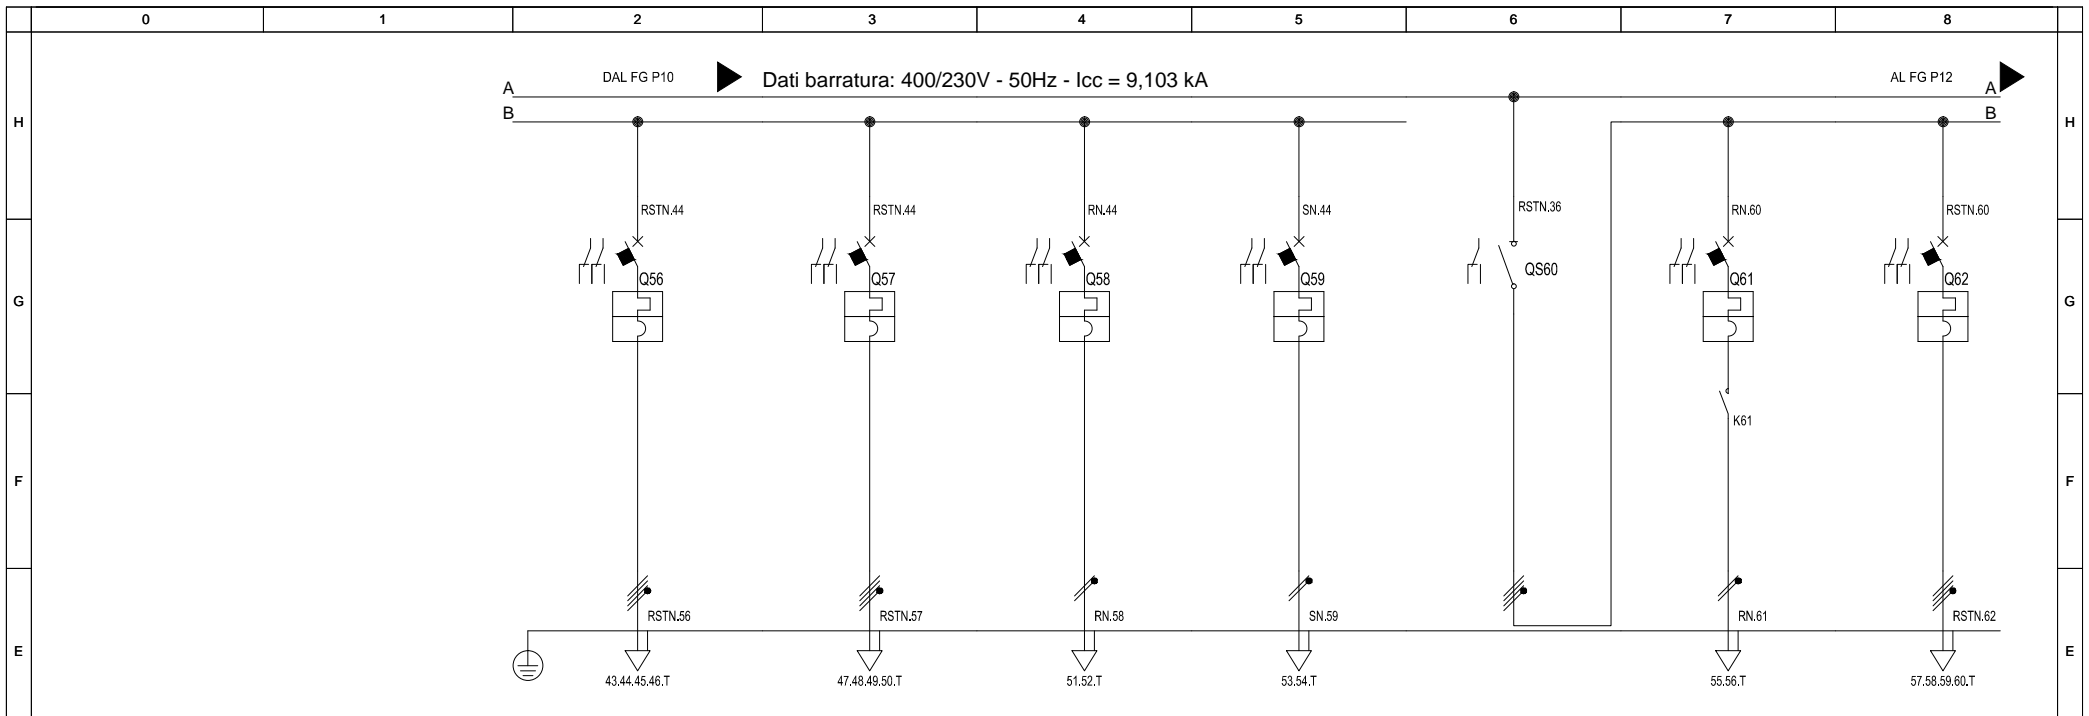 0 1 2 3 4 5 6 7 8
DAL FG P10 Dati barratura: 400/230V - 50Hz - Icc = 9,103 kA AL FG P12
A A
B B
H H
RSTN.44 RSTN.44 RN.44 SN.44 RSTN.36 RN.60 RSTN.60
Q56 Q57 Q58 Q59 QS60 Q61 Q62
G G
K61
F F
RSTN.56 RSTN.57 RN.58 SN.59 RN.61 RSTN.62
E E
43.44.45.46.T 47.48.49.50.T 51.52.T 53.54.T 55.56.T 57.58.59.60.T